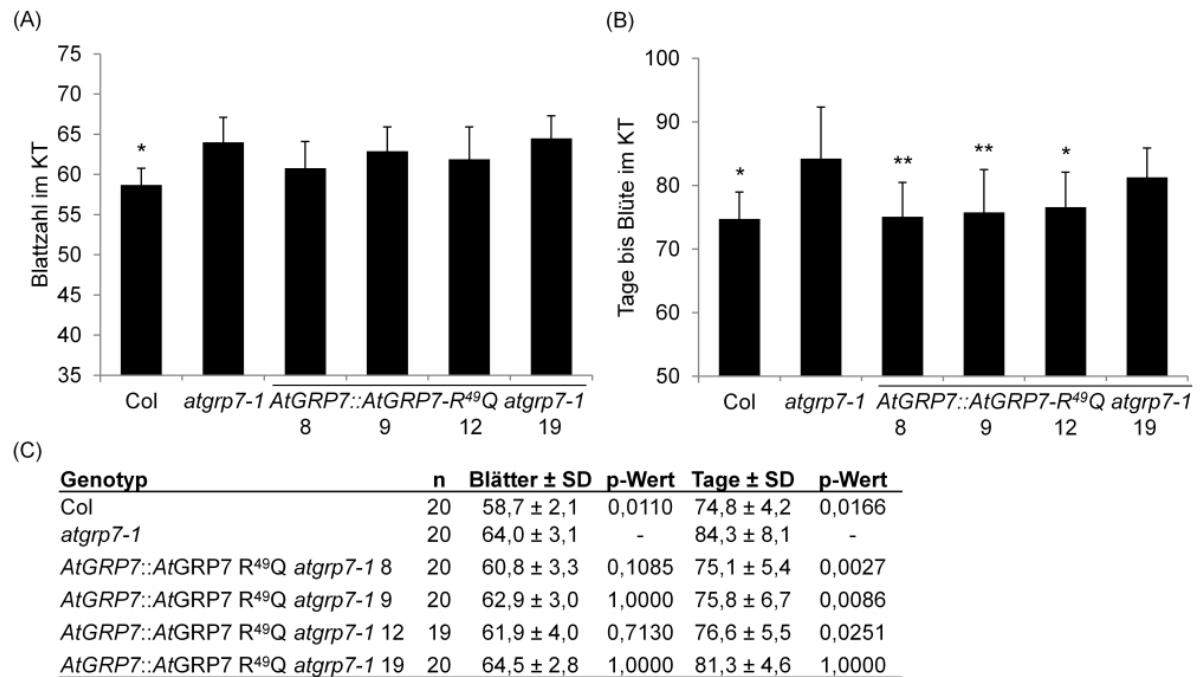 (A)
75
70
65
60
55
50
45
40
35
Blattzahl im KT
*
Col
atgrp7-1
AtGRP7::AtGRP7-R⁴⁹Q atgrp7-1
8 9 12 19
(B)
100
90
80
70
60
50
Tage bis Blüte im KT
* ** ** *
Col
atgrp7-1
AtGRP7::AtGRP7-R⁴⁹Q atgrp7-1
8 9 12 19
(C)
Genotyp n Blätter ± SD p-Wert Tage ± SD p-Wert
Col 20 58,7 ± 2,1 0,0110 74,8 ± 4,2 0,0166
atgrp7-1 20 64,0 ± 3,1 - 84,3 ± 8,1 -
AtGRP7::AtGRP7 R⁴⁹Q atgrp7-1 8 20 60,8 ± 3,3 0,1085 75,1 ± 5,4 0,0027
AtGRP7::AtGRP7 R⁴⁹Q atgrp7-1 9 20 62,9 ± 3,0 1,0000 75,8 ± 6,7 0,0086
AtGRP7::AtGRP7 R⁴⁹Q atgrp7-1 12 19 61,9 ± 4,0 0,7130 76,6 ± 5,5 0,0251
AtGRP7::AtGRP7 R⁴⁹Q atgrp7-1 19 20 64,5 ± 2,8 1,0000 81,3 ± 4,6 1,0000